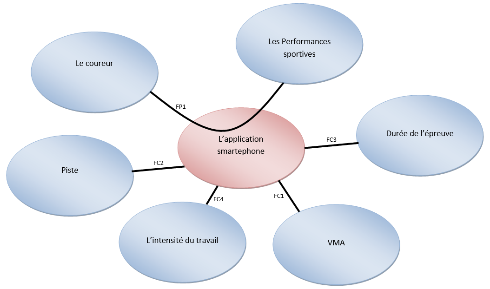 Les Performances
sportives
Le coureur
FP1
L'application
smartephone
Durée de l'épreuve
FC3
FC2
Piste
FC4
FC1
L'intensité du travail
VMA